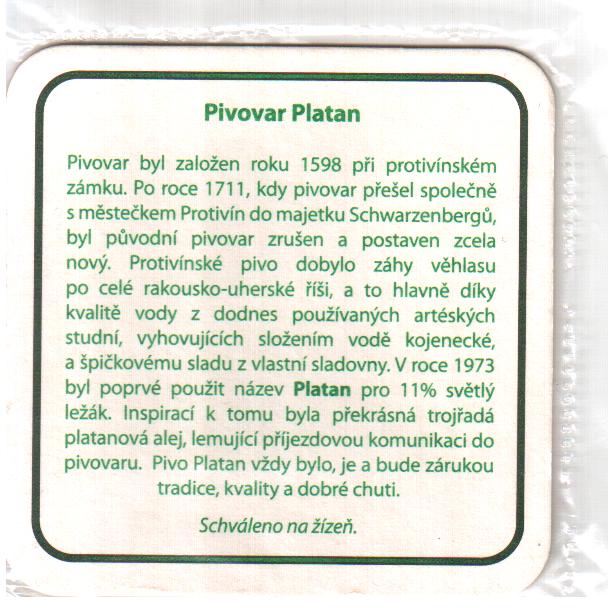 Pivovar Platan
Pivovar byl založen roku 1598 při protivínském
zámku. Po roce 1711, kdy pivovar přešel společně
s městečkem Protivín do majetku Schwarzenbergů,
byl původní pivovar zrušen a postaven zcela
nový. Protivínské pivo dobylo záhy věhlasu
po celé rakousko-uherské říši, a to hlavně díky
kvalitě vody z dodnes používaných artéských
studní, vyhovujících složením vodě kojenecké,
a špičkovému sladu z vlastní sladovny. V roce 1973
byl poprvé použit název Platan pro 11% světlý
ležák. Inspirací k tomu byla překrásná trojřadá
platanová alej, lemující příjezdovou komunikaci do
pivovaru. Pivo Platan vždy bylo, je a bude zárukou
tradice, kvality a dobré chuti.
Schváleno na žízeň.